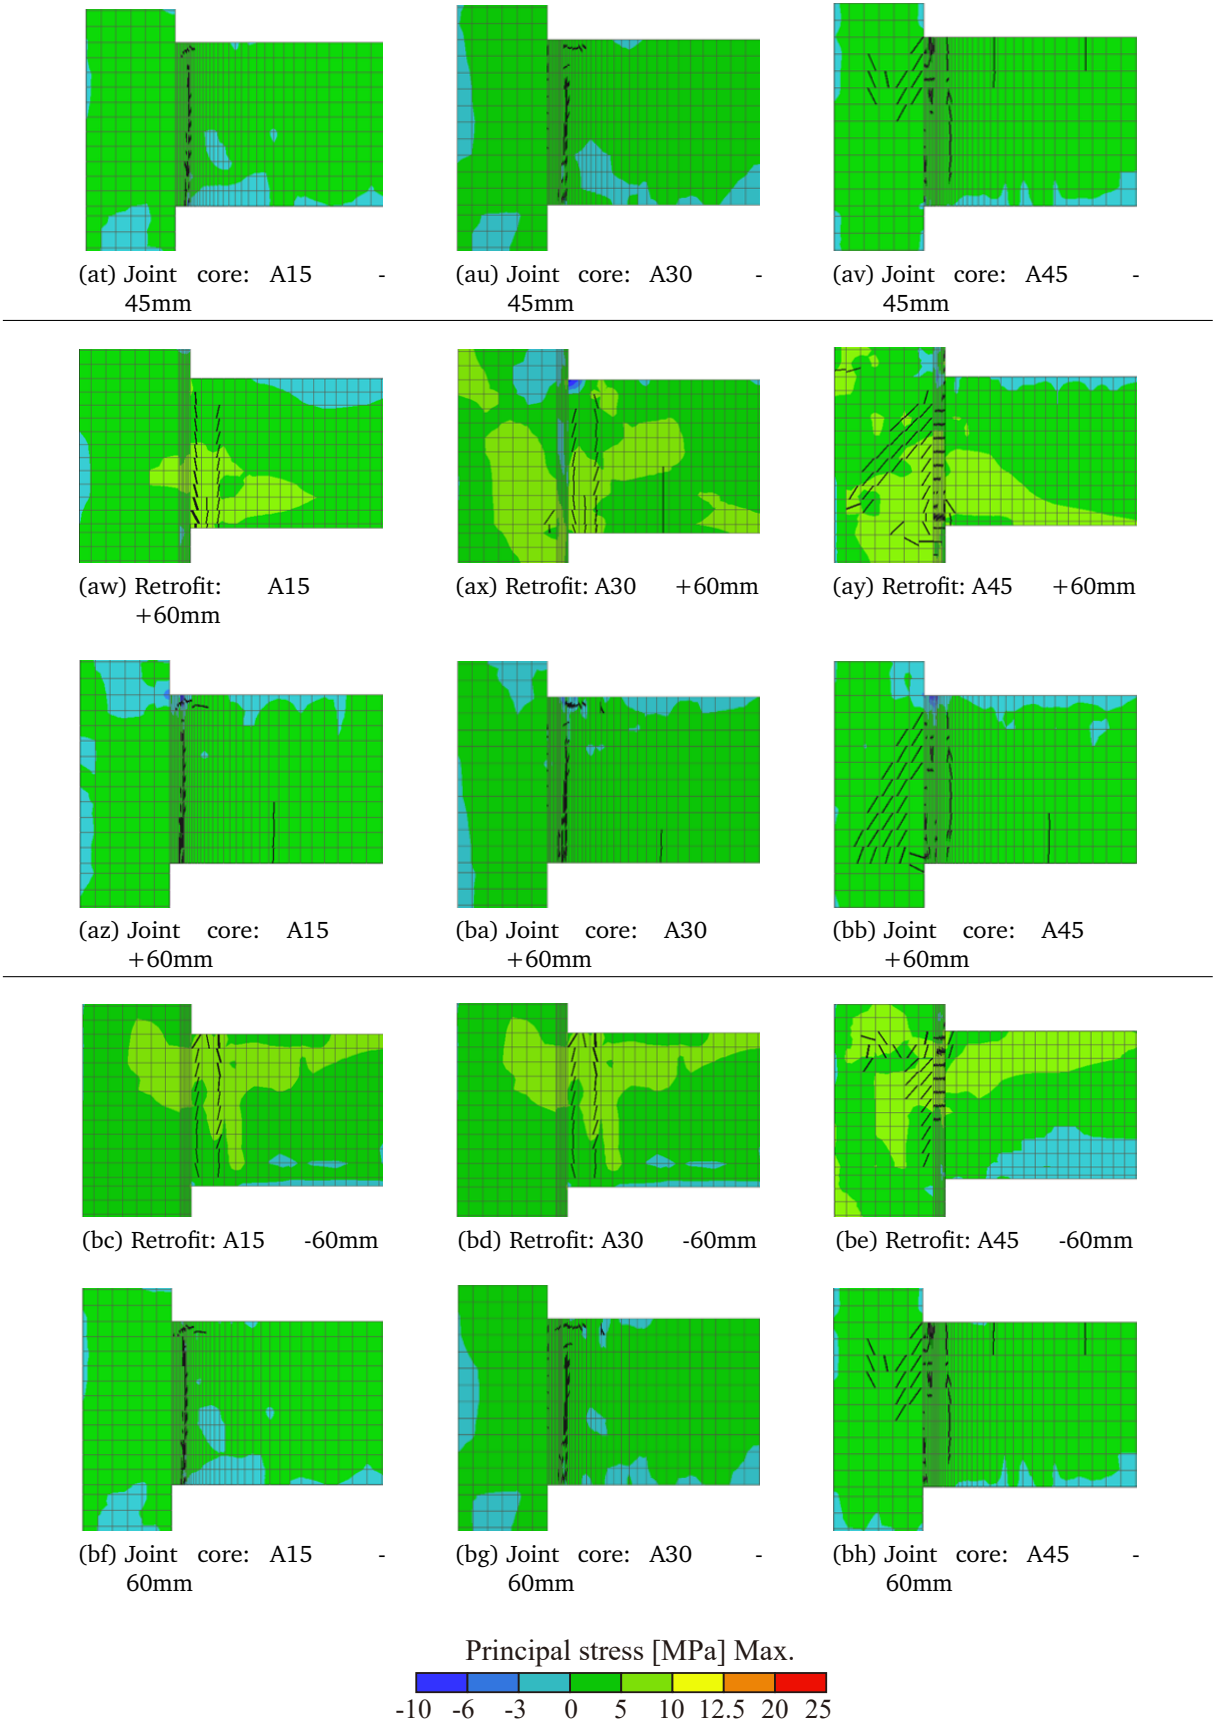 (at) Joint core: A15 -
45mm
(au) Joint core: A30 -
45mm
(av) Joint core: A45 -
45mm
(aw) Retrofit: A15
+60mm
(ax) Retrofit: A30 +60mm
(ay) Retrofit: A45 +60mm
(az) Joint core: A15
+60mm
(ba) Joint core: A30
+60mm
(bb) Joint core: A45
+60mm
(bc) Retrofit: A15 -60mm
(bd) Retrofit: A30 -60mm
(be) Retrofit: A45 -60mm
(bf) Joint core: A15 -
60mm
(bg) Joint core: A30 -
60mm
(bh) Joint core: A45 -
60mm
Principal stress [MPa] Max.
-10 -6 -3 0 5 10 12.5 20 25